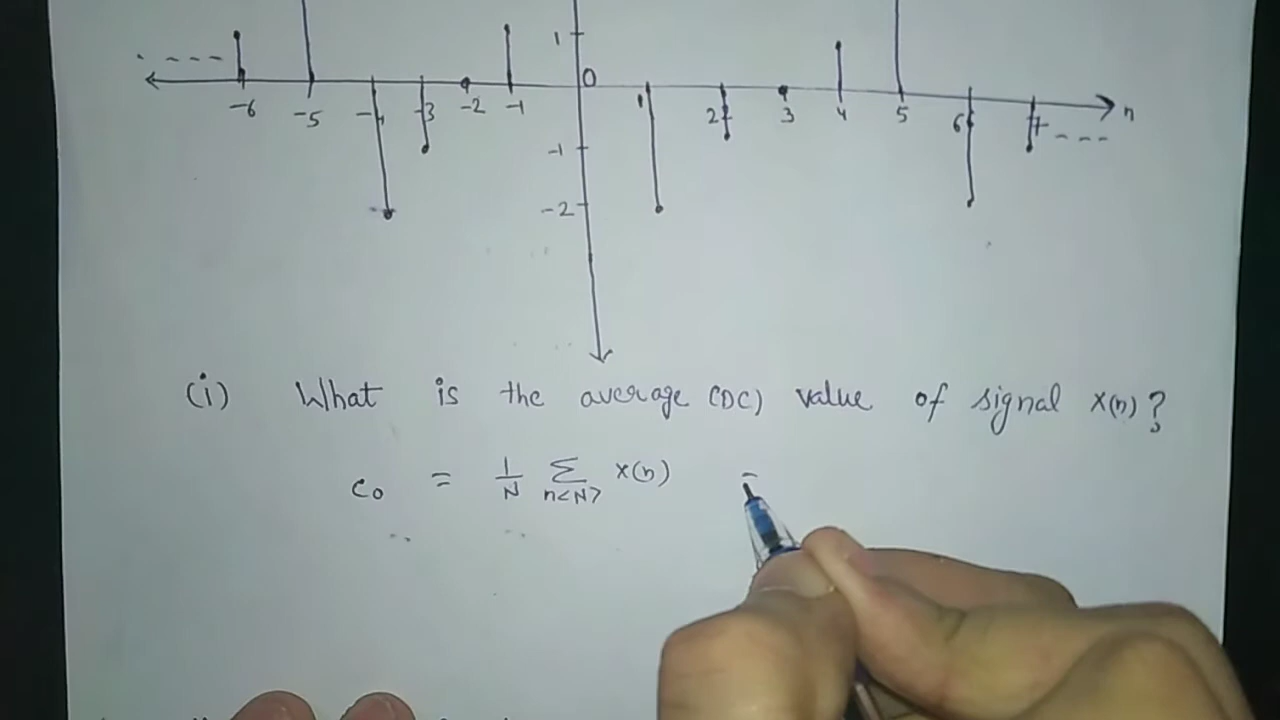 1
0
-6 -5 -4 -3 -2 -1 1 2 3 4 5 6 7 n
-1
-2
(i) What is the average (DC) value of signal x(n)?
c₀ = 1/N Σ n<N> x(n) =